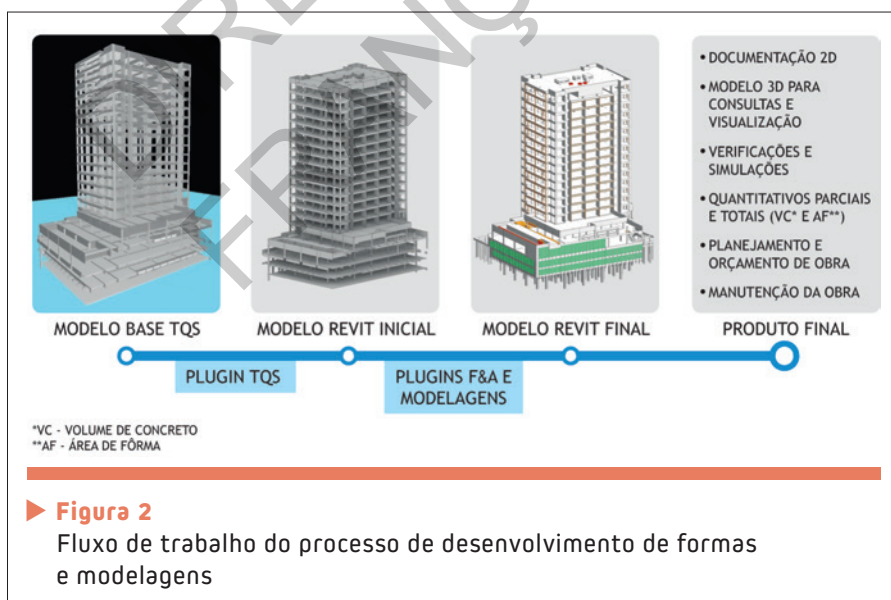 • DOCUMENTAÇÃO 2D
• MODELO 3D PARA
CONSULTAS E
VISUALIZAÇÃO
• VERIFICAÇÕES E
SIMULAÇÕES
• QUANTITATIVOS PARCIAIS
E TOTAIS (VC* E AF**)
• PLANEJAMENTO E
ORÇAMENTO DE OBRA
• MANUTENÇÃO DA OBRA
MODELO BASE TQS
MODELO REVIT INICIAL
MODELO REVIT FINAL
PRODUTO FINAL
PLUGIN TQS
PLUGINS F&A E
MODELAGENS
*VC - VOLUME DE CONCRETO
**AF - ÁREA DE FÔRMA
Figura 2
Fluxo de trabalho do processo de desenvolvimento de formas
e modelagens